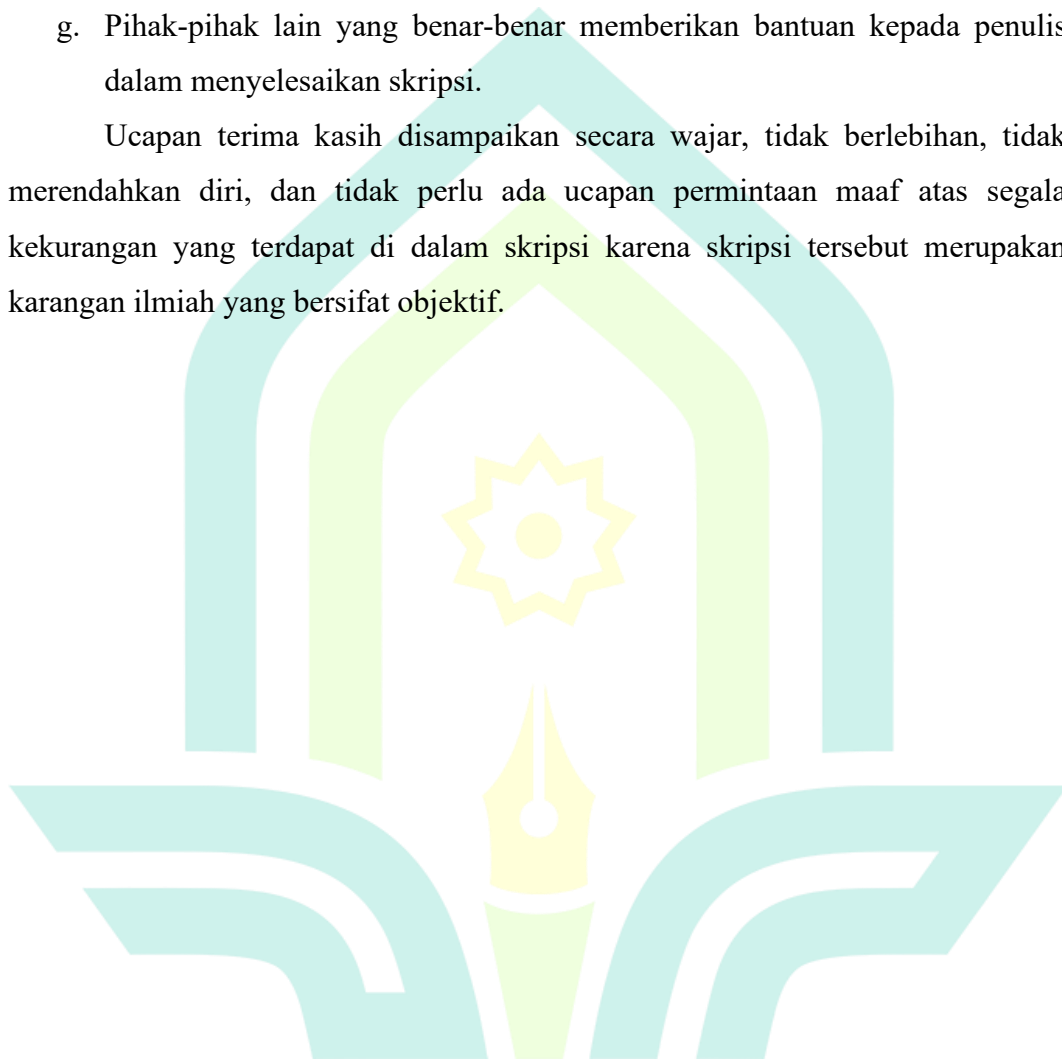 g. Pihak-pihak lain yang benar-benar memberikan bantuan kepada penulis
dalam menyelesaikan skripsi.
Ucapan terima kasih disampaikan secara wajar, tidak berlebihan, tidak
merendahkan diri, dan tidak perlu ada ucapan permintaan maaf atas segala
kekurangan yang terdapat di dalam skripsi karena skripsi tersebut merupakan
karangan ilmiah yang bersifat objektif.